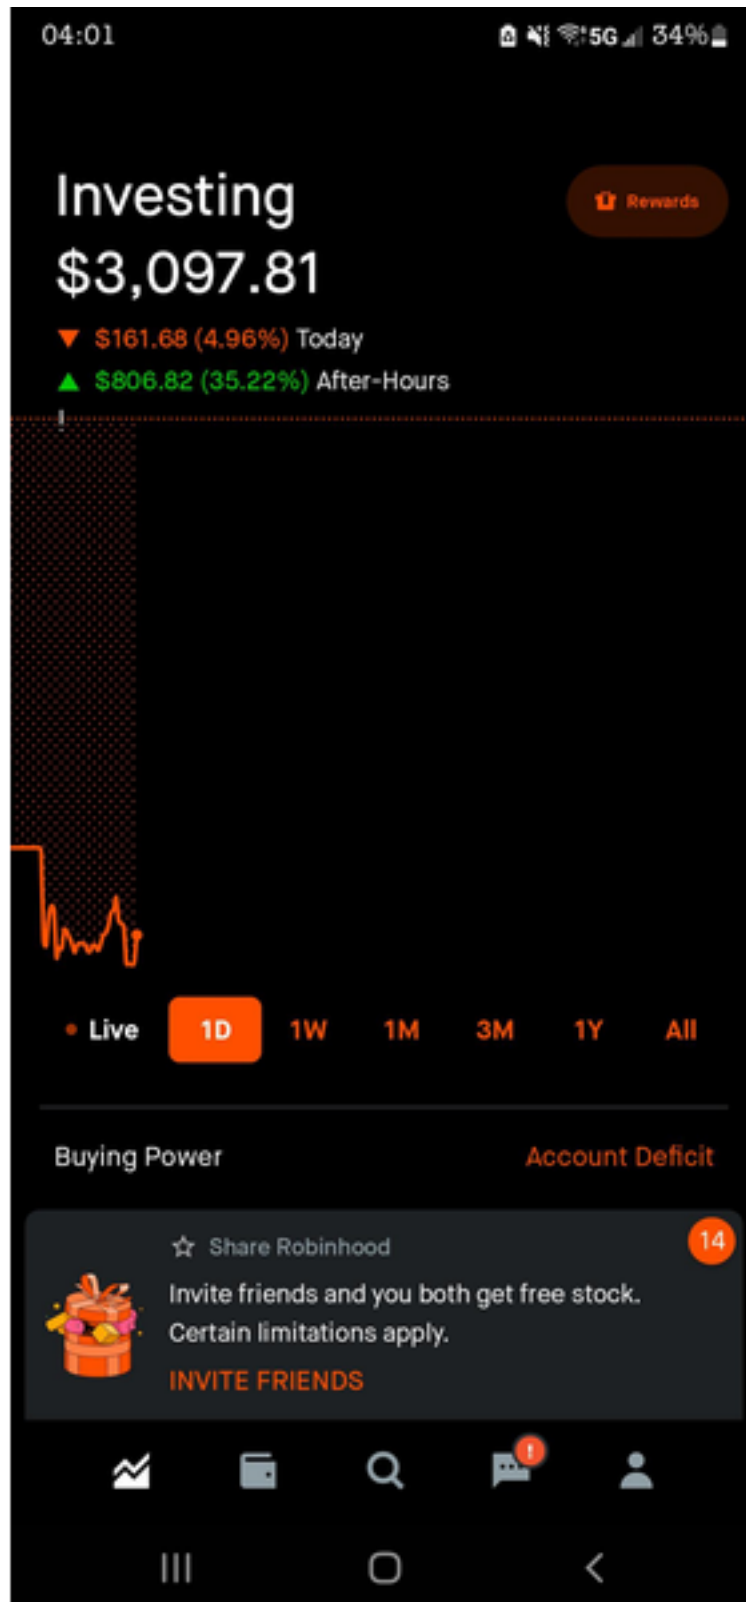 04:01 5G 34%
Investing
Rewards
$3,097.81
▼ $161.68 (4.96%) Today
▲ $806.82 (35.22%) After-Hours
Live 1D 1W 1M 3M 1Y All
Buying Power Account Deficit
Share Robinhood 14
Invite friends and you both get free stock.
Certain limitations apply.
INVITE FRIENDS
!